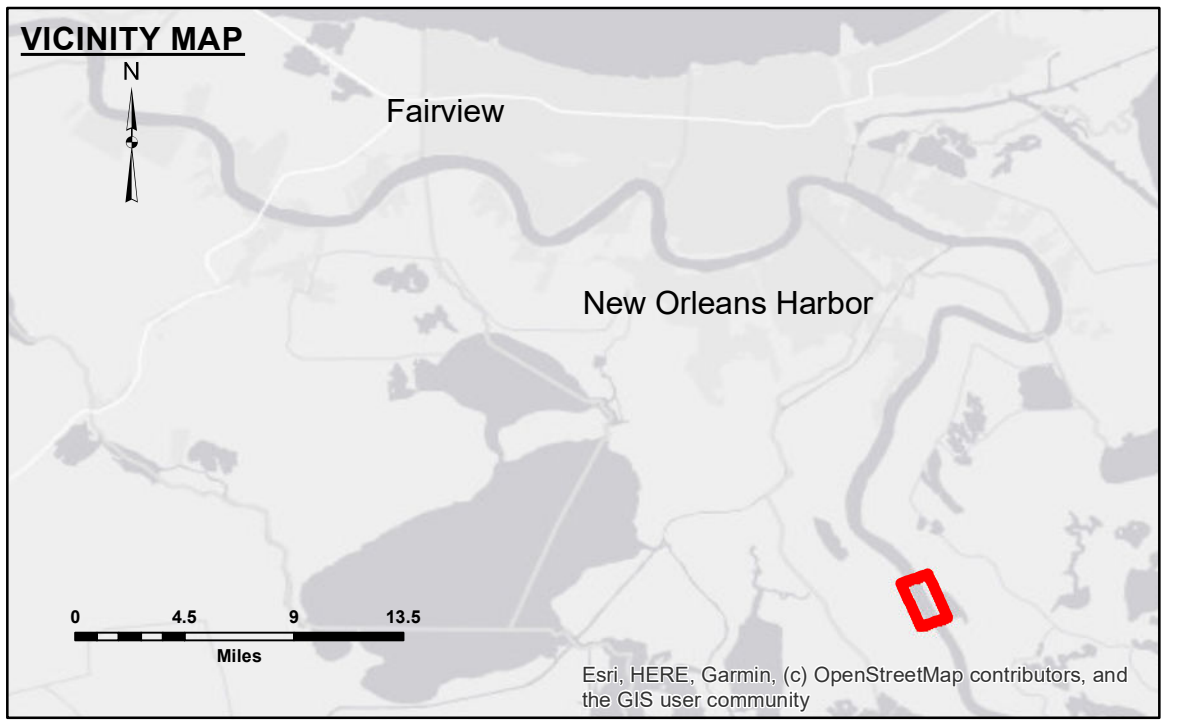 VICINITY MAP
N
Fairview
New Orleans Harbor
0 4.5 9 13.5
Miles
Esri, HERE, Garmin, (c) OpenStreetMap contributors, and
the GIS user community